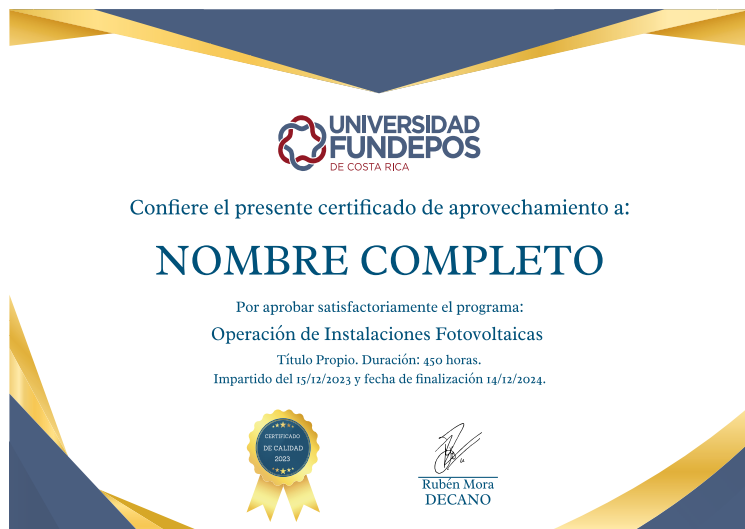 UNIVERSIDAD
FUNDEPOS
DE COSTA RICA
Confiere el presente certificado de aprovechamiento a:
NOMBRE COMPLETO
Por aprobar satisfactoriamente el programa:
Operación de Instalaciones Fotovoltaicas
Título Propio. Duración: 450 horas.
Impartido del 15/12/2023 y fecha de finalización 14/12/2024.
CERTIFICADO
DE CALIDAD
2023
Rubén Mora
DECANO